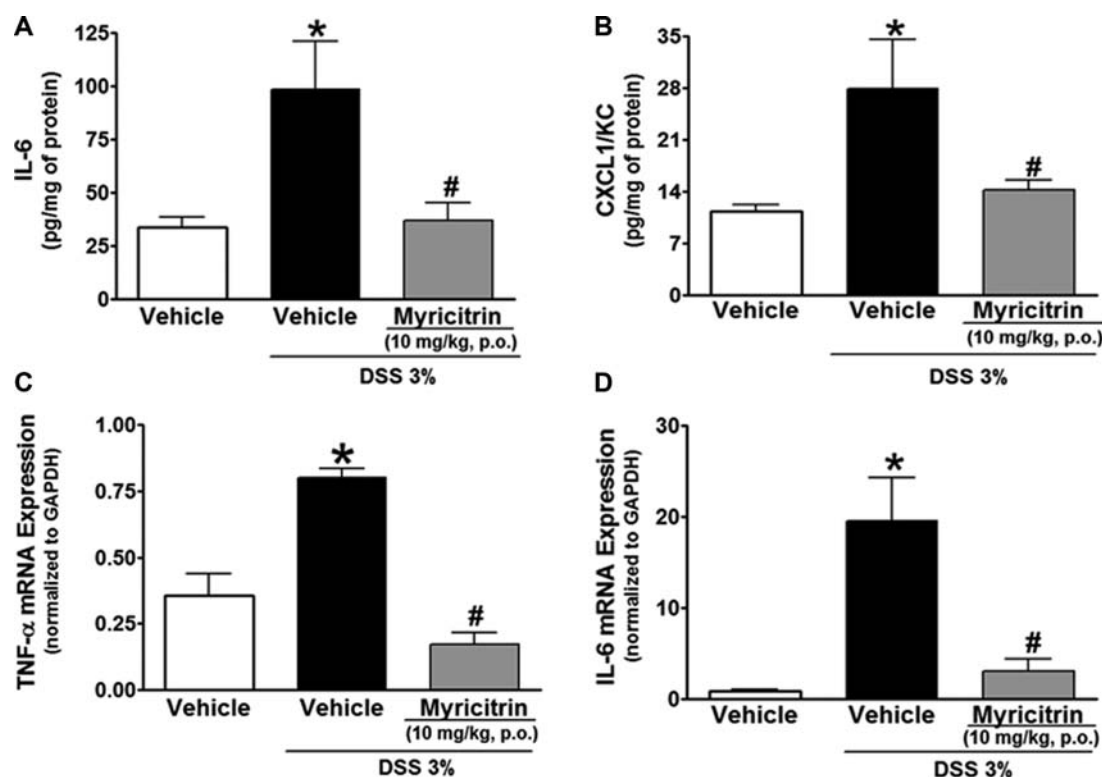 A
IL-6
(pg/mg of protein)
125
100
75
50
25
0
*
#
Vehicle
Vehicle
Myricitrin
(10 mg/kg, p.o.)
DSS 3%
B
CXCL1/KC
(pg/mg of protein)
35
28
21
14
7
0
*
#
Vehicle
Vehicle
Myricitrin
(10 mg/kg, p.o.)
DSS 3%
C
TNF-α mRNA Expression
(normalized to GAPDH)
1.00
0.75
0.50
0.25
0.00
*
#
Vehicle
Vehicle
Myricitrin
(10 mg/kg, p.o.)
DSS 3%
D
IL-6 mRNA Expression
(normalized to GAPDH)
30
20
10
0
*
#
Vehicle
Vehicle
Myricitrin
(10 mg/kg, p.o.)
DSS 3%